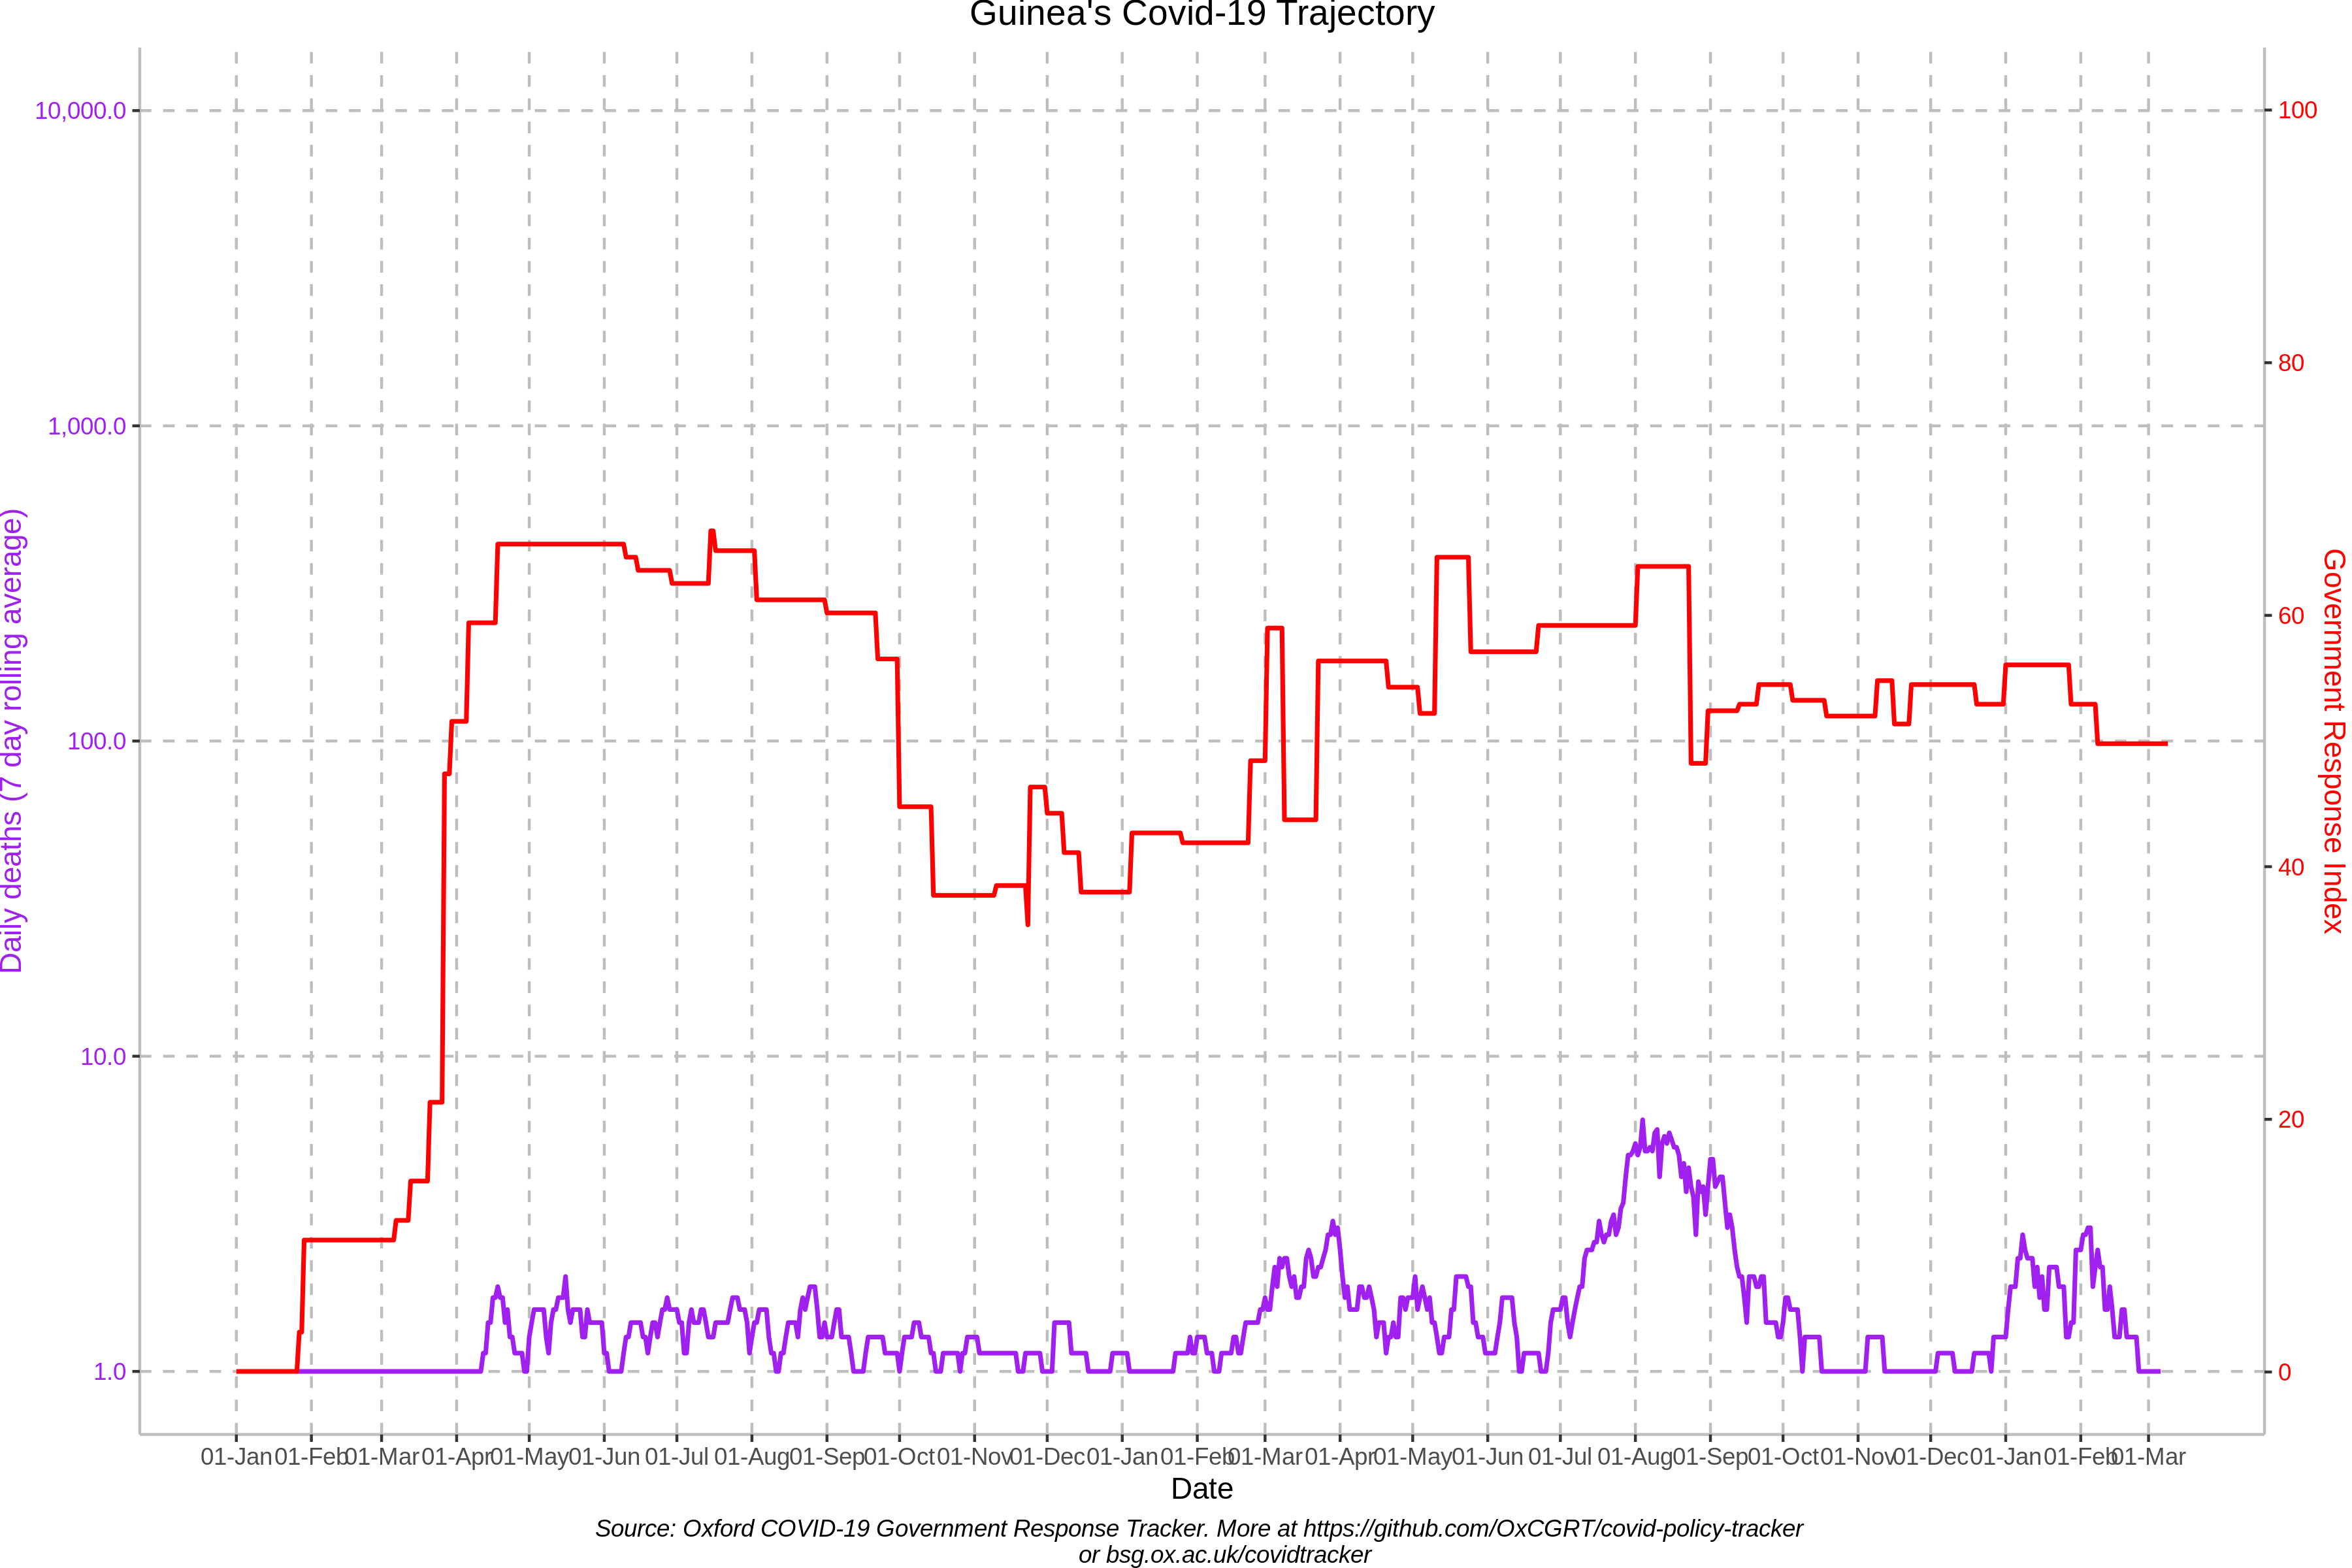 Guinea's Covid-19 Trajectory
10,000.0
1,000.0
100.0
10.0
1.0
Daily deaths (7 day rolling average)
100
80
60
40
20
0
Government Response Index
01-Jan 01-Feb 01-Mar 01-Apr 01-May 01-Jun 01-Jul 01-Aug 01-Sep 01-Oct 01-Nov 01-Dec 01-Jan 01-Feb 01-Mar 01-Apr 01-May 01-Jun 01-Jul 01-Aug 01-Sep 01-Oct 01-Nov 01-Dec 01-Jan 01-Feb 01-Mar
Date
Source: Oxford COVID-19 Government Response Tracker. More at https://github.com/OxCGRT/covid-policy-tracker
or bsg.ox.ac.uk/covidtracker